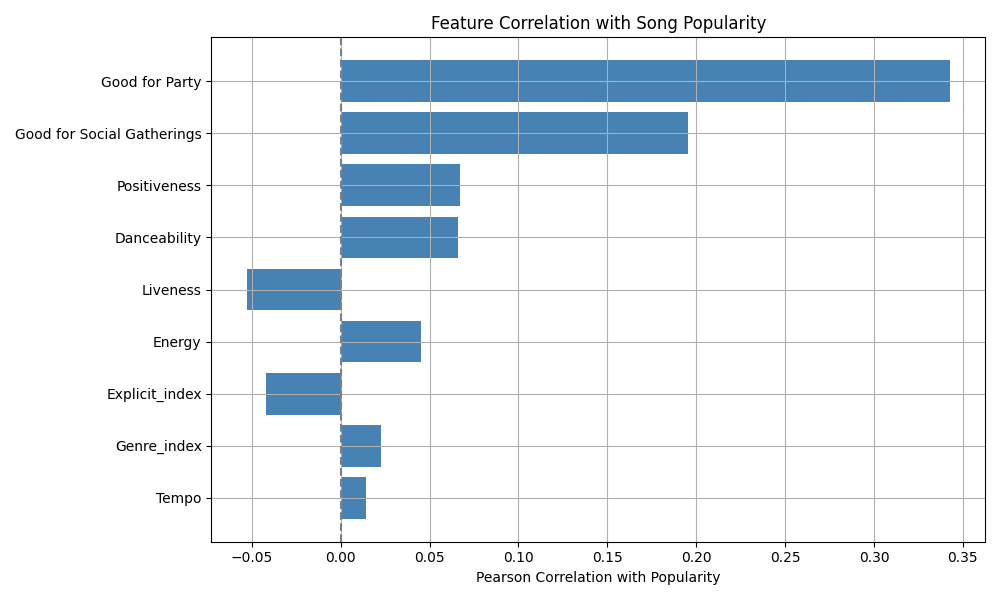 Feature Correlation with Song Popularity
Good for Party
Good for Social Gatherings
Positiveness
Danceability
Liveness
Energy
Explicit_index
Genre_index
Tempo
−0.05 0.00 0.05 0.10 0.15 0.20 0.25 0.30 0.35
Pearson Correlation with Popularity